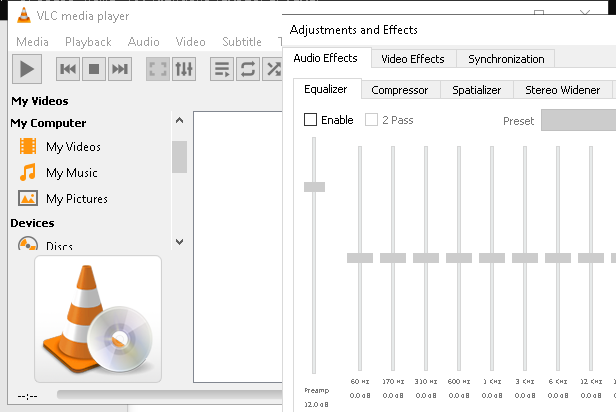 VLC media player
Media Playback Audio Video Subtitle
My Videos
My Computer
My Videos
My Music
My Pictures
Devices
Discs
--:--
Adjustments and Effects
Audio Effects Video Effects Synchronization
Equalizer Compressor Spatializer Stereo Widener
Enable 2 Pass Preset
60 Hz 170 Hz 310 Hz 600 Hz 1 KHz 3 KHz 6 KHz 12 KHz
Preamp 0.0 dB 0.0 dB 0.0 dB 0.0 dB 0.0 dB 0.0 dB 0.0 dB 0.0 dB
12.0 dB